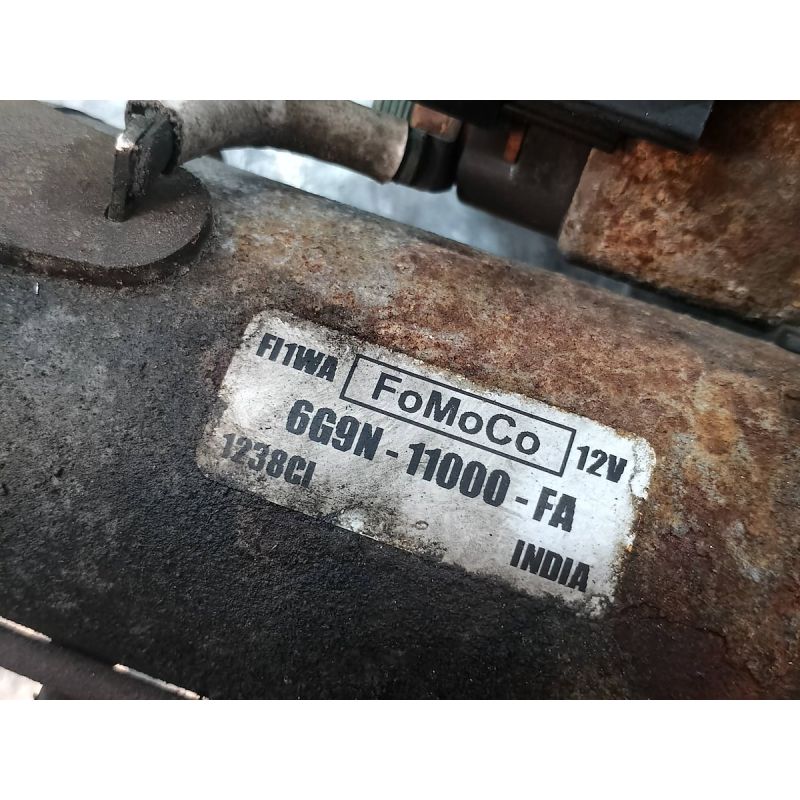 FI1WA FoMoCo 12V
6G9N-11000-FA
1238CI
INDIA